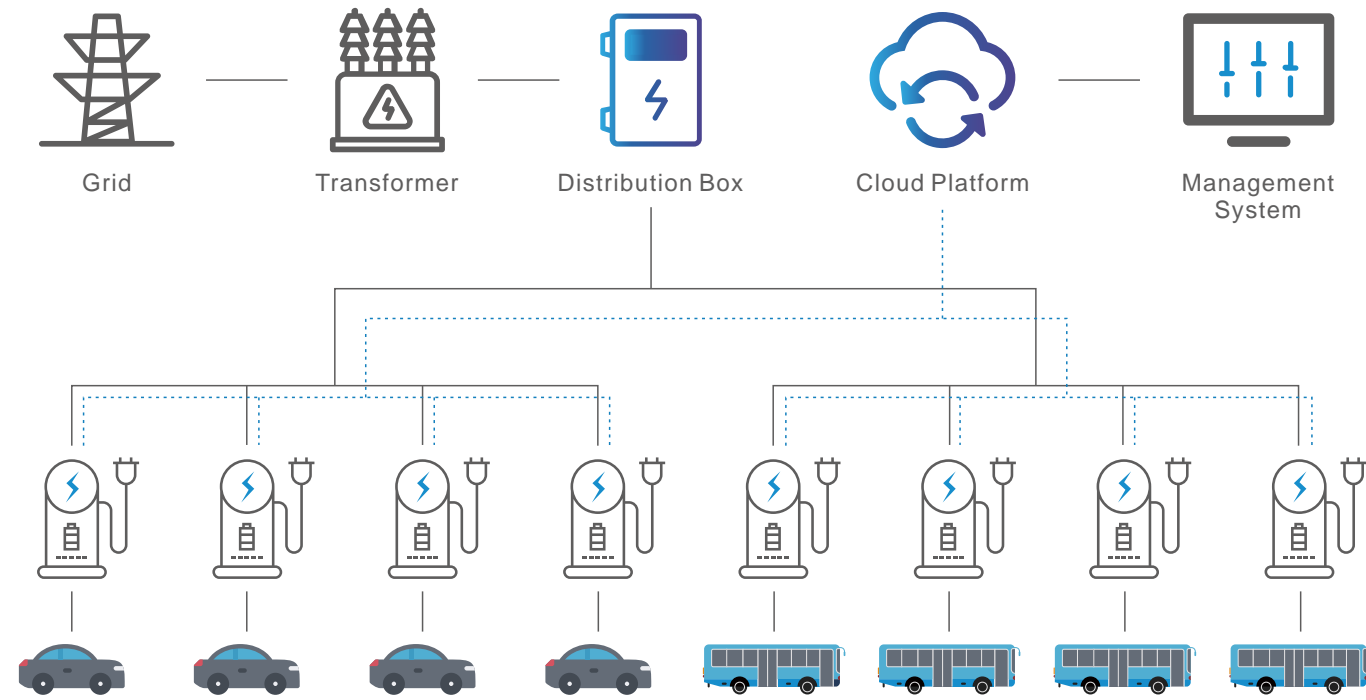 Grid
Transformer
Distribution Box
Cloud Platform
Management
System